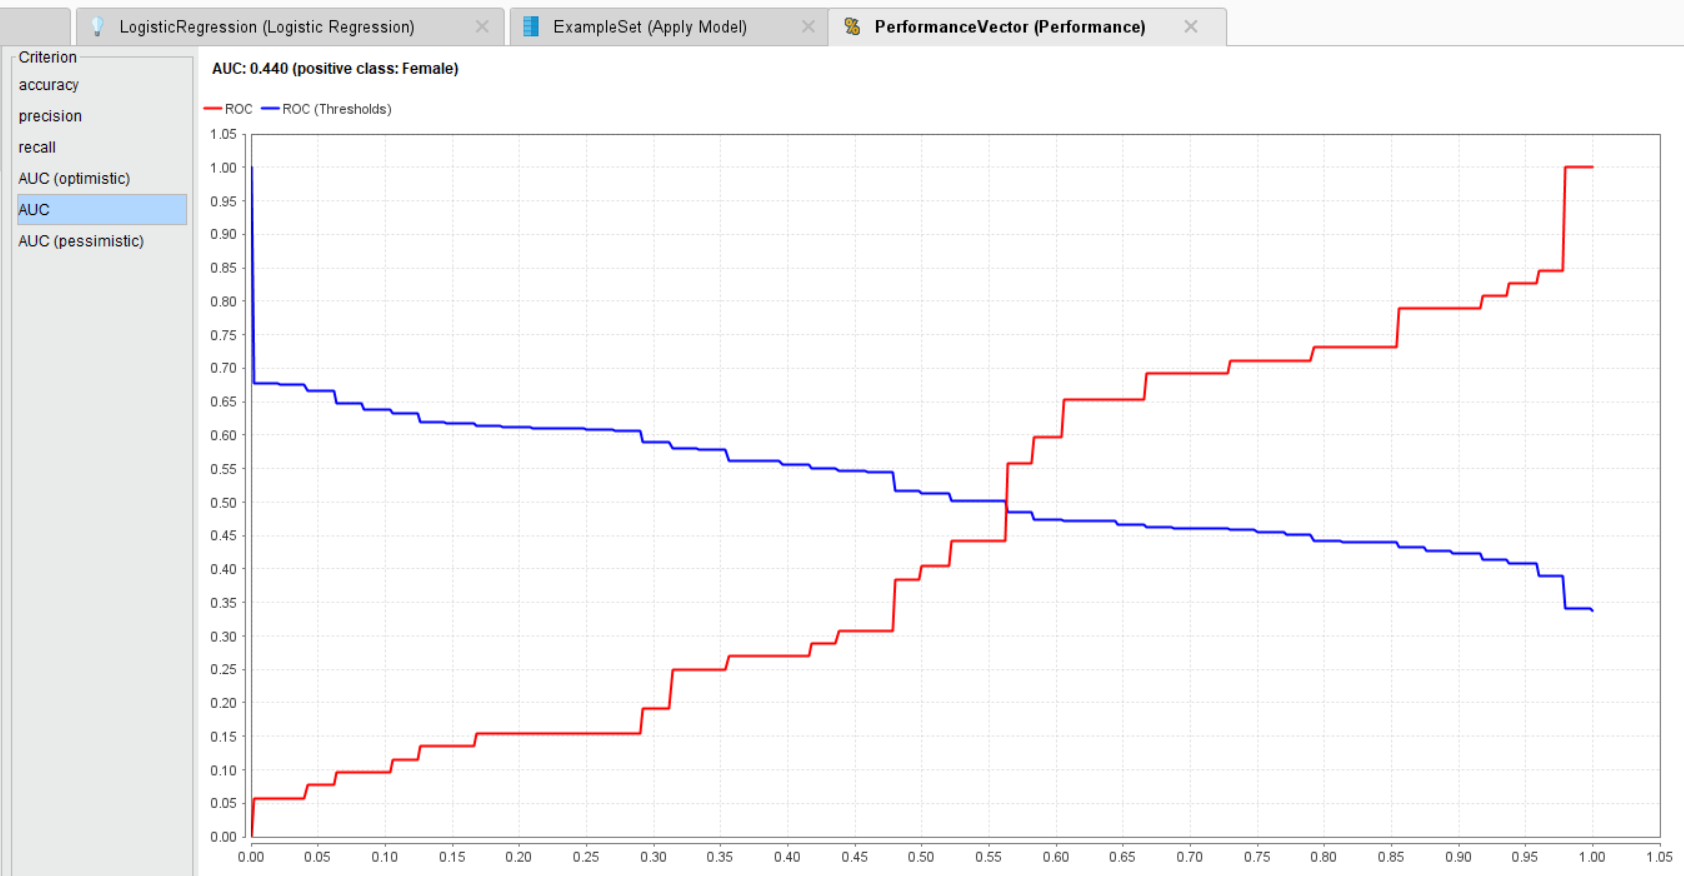 LogisticRegression (Logistic Regression)
ExampleSet (Apply Model)
PerformanceVector (Performance)
Criterion
accuracy
precision
recall
AUC (optimistic)
AUC
AUC (pessimistic)
AUC: 0.440 (positive class: Female)
ROC ROC (Thresholds)
1.05
1.00
0.95
0.90
0.85
0.80
0.75
0.70
0.65
0.60
0.55
0.50
0.45
0.40
0.35
0.30
0.25
0.20
0.15
0.10
0.05
0.00
0.00 0.05 0.10 0.15 0.20 0.25 0.30 0.35 0.40 0.45 0.50 0.55 0.60 0.65 0.70 0.75 0.80 0.85 0.90 0.95 1.00 1.05